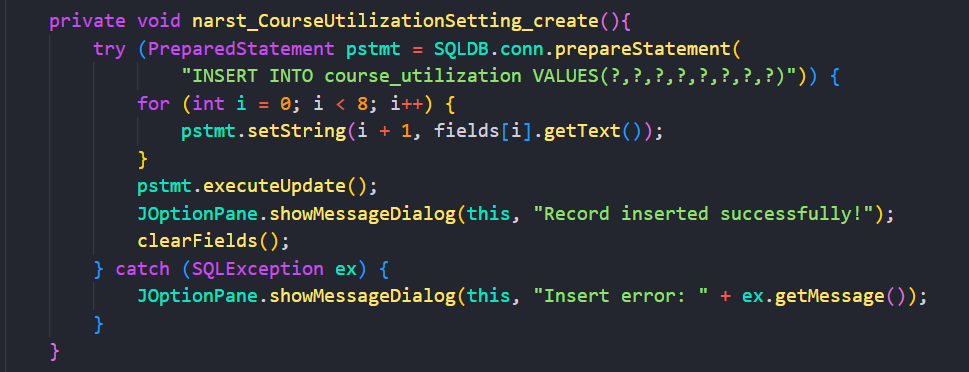 private void narst_CourseUtilizationSetting_create(){
try (PreparedStatement pstmt = SQLDB.conn.prepareStatement(
"INSERT INTO course_utilization VALUES(?,?,?,?,?,?,?,?)")) {
for (int i = 0; i < 8; i++) {
pstmt.setString(i + 1, fields[i].getText());
}
pstmt.executeUpdate();
JOptionPane.showMessageDialog(this, "Record inserted successfully!");
clearFields();
} catch (SQLException ex) {
JOptionPane.showMessageDialog(this, "Insert error: " + ex.getMessage());
}
}